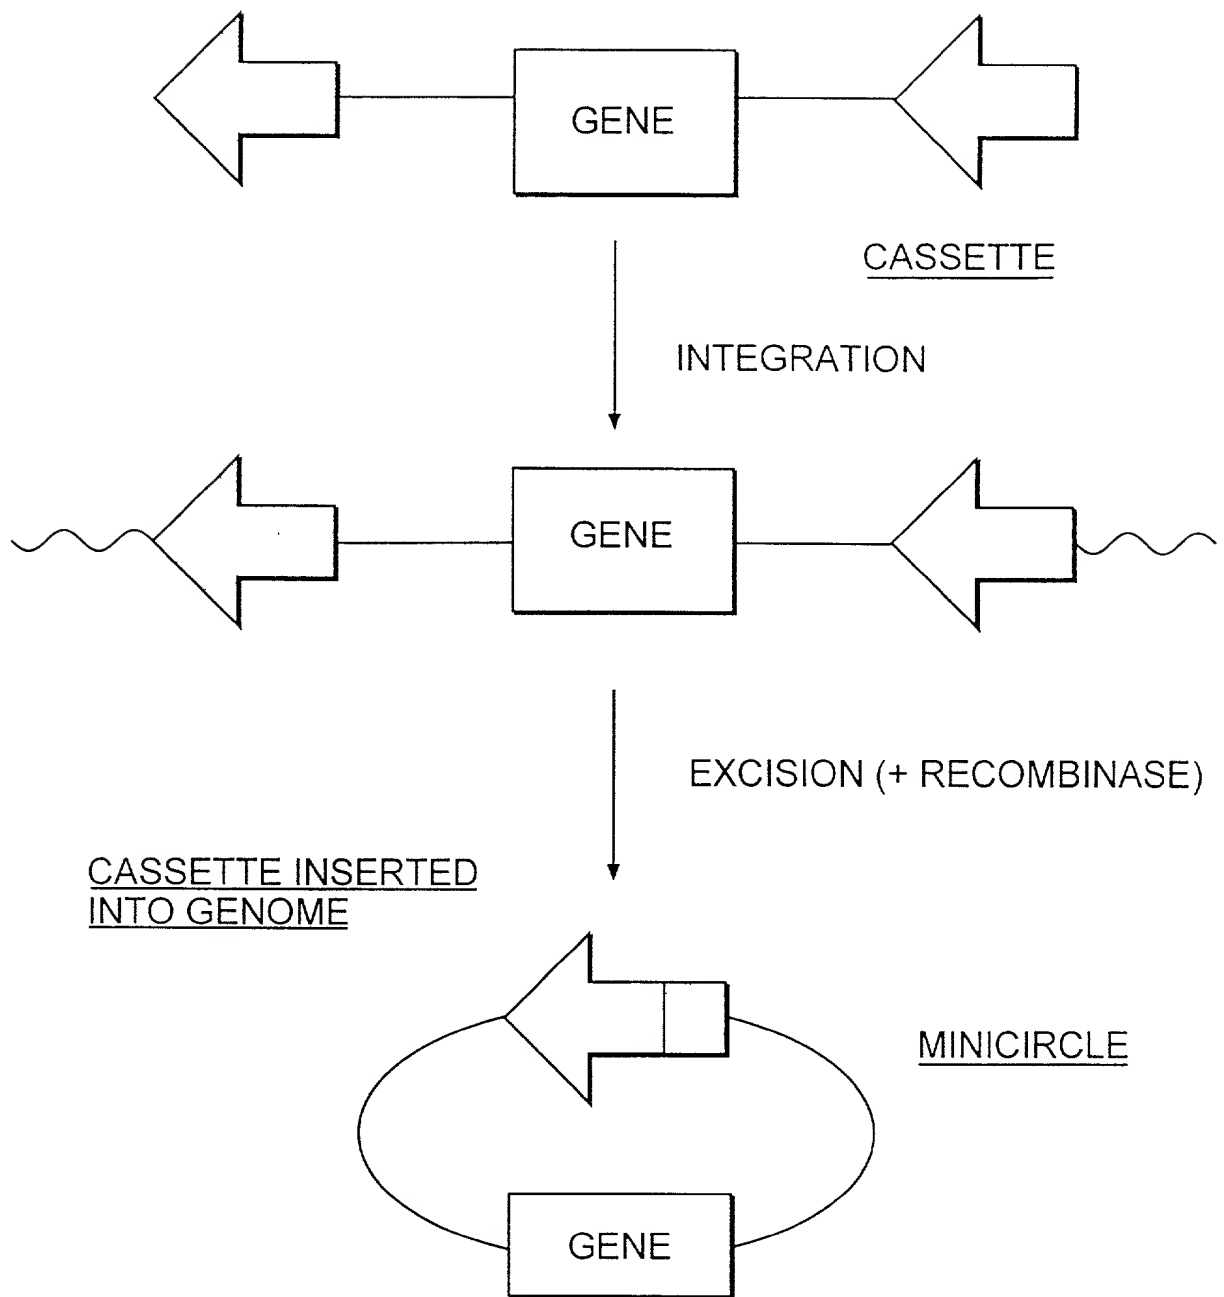 GENE
CASSETTE
INTEGRATION
GENE
EXCISION (+ RECOMBINASE)
CASSETTE INSERTED
INTO GENOME
MINICIRCLE
GENE